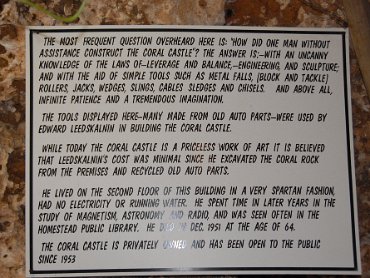 THE MOST FREQUENT QUESTION OVERHEARD HERE IS: "HOW DID ONE MAN WITHOUT
ASSISTANCE CONSTRUCT THE CORAL CASTLE"? THE ANSWER IS;—WITH AN UNCANNY
KNOWLEDGE OF THE LAWS OF—LEVERAGE AND BALANCE,—ENGINEERING, AND SCULPTURE;
AND WITH THE AID OF SIMPLE TOOLS SUCH AS METAL FALLS, (BLOCK AND TACKLE)
ROLLERS, JACKS, WEDGES, SLINGS, CABLES SLEDGES AND CHISELS. AND ABOVE ALL,
INFINITE PATIENCE AND A TREMENDOUS IMAGINATION.
THE TOOLS DISPLAYED HERE—MANY MADE FROM OLD AUTO PARTS—WERE USED BY
EDWARD LEEDSKALNIN IN BUILDING THE CORAL CASTLE.
WHILE TODAY THE CORAL CASTLE IS A PRICELESS WORK OF ART IT IS BELIEVED
THAT LEEDSKALNIN'S COST WAS MINIMAL SINCE HE EXCAVATED THE CORAL ROCK
FROM THE PREMISES AND RECYCLED OLD AUTO PARTS.
HE LIVED ON THE SECOND FLOOR OF THIS BUILDING IN A VERY SPARTAN FASHION,
HAD NO ELECTRICITY OR RUNNING WATER. HE SPENT TIME IN LATER YEARS IN THE
STUDY OF MAGNETISM, ASTRONOMY AND RADIO, AND WAS SEEN OFTEN IN THE
HOMESTEAD PUBLIC LIBRARY. HE DIED IN DEC. 1951 AT THE AGE OF 64.
THE CORAL CASTLE IS PRIVATELY OWNED AND HAS BEEN OPEN TO THE PUBLIC
SINCE 1953